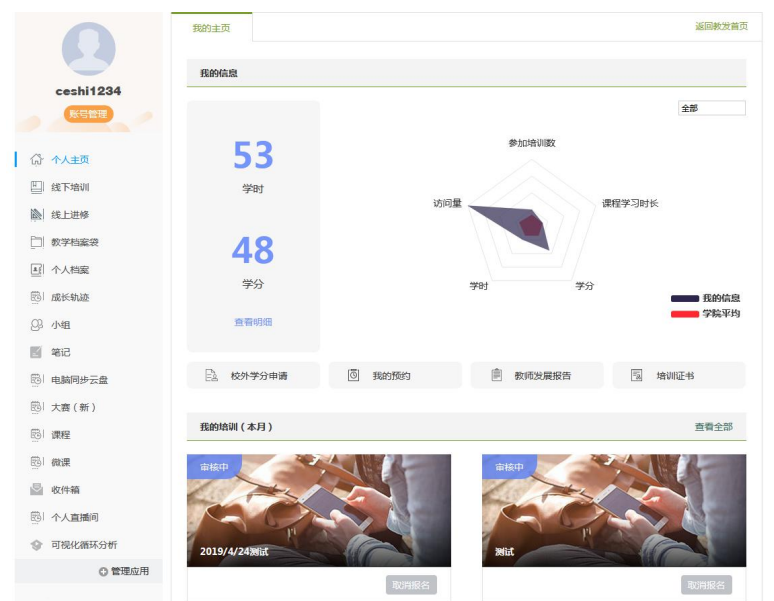 ceshi1234
账号管理
个人主页
线下培训
线上进修
教学档案袋
个人档案
成长轨迹
小组
笔记
电脑同步云盘
大赛（新）
课程
微课
收件箱
个人直播间
可视化循环分析
管理应用
我的主页
返回教发首页
我的信息
53
学时
48
学分
查看明细
全部
参加培训数
访问量
课程学习时长
学时
学分
我的信息
学院平均
校外学分申请
我的预约
教师发展报告
培训证书
我的培训（本月）
查看全部
审核中
2019/4/24测试
取消报名
审核中
测试
取消报名